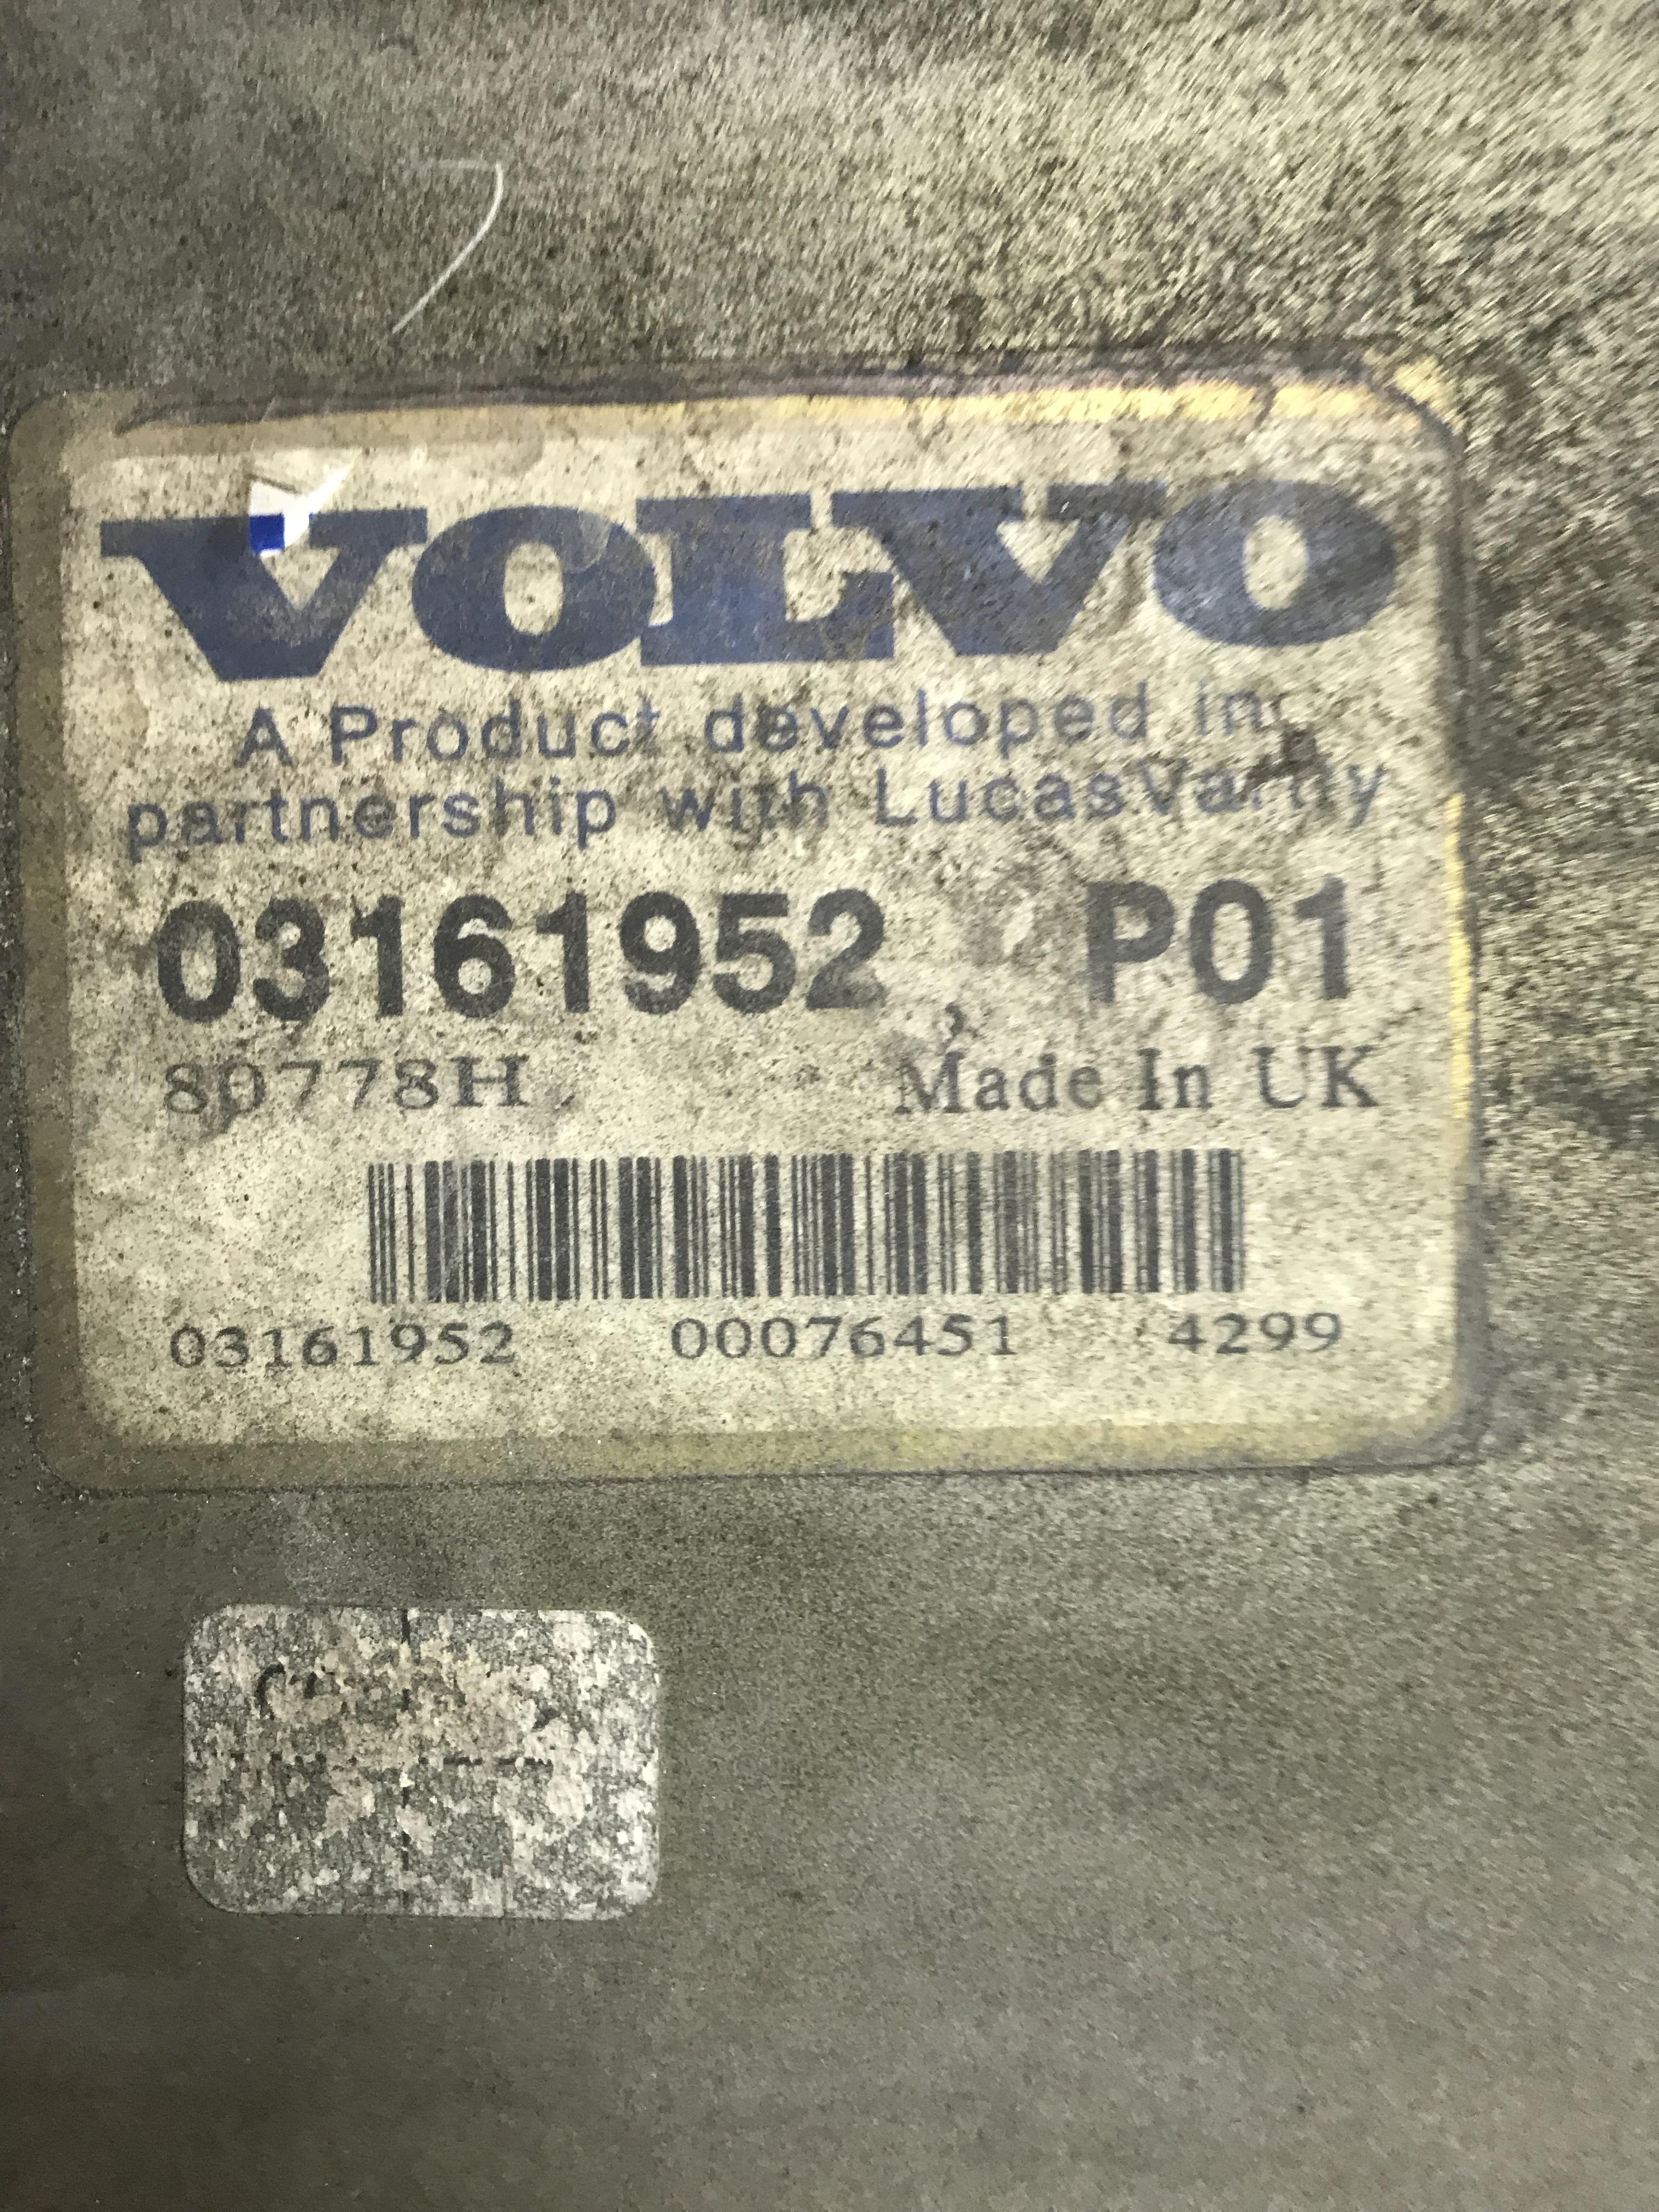 VOLVO
A Product developed in
partnership with LucasVarity
03161952 P01
80778H Made In UK
03161952 00076451 4299